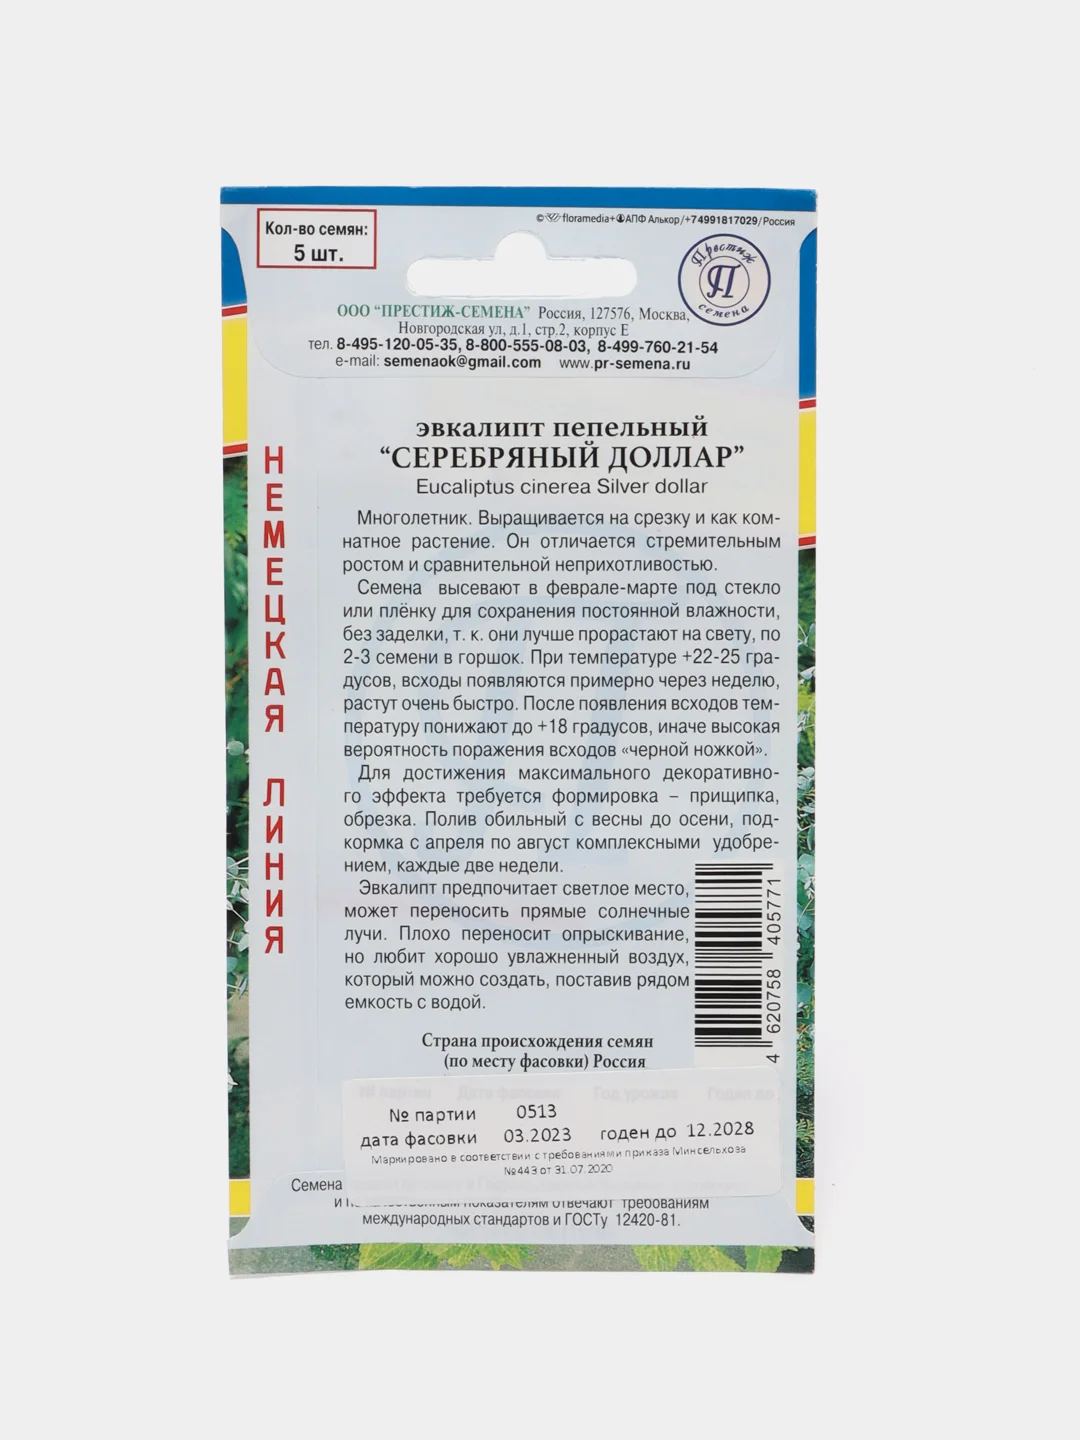 Кол-во семян:
5 шт.
© floramedia+ АПФ Алькор/+74991817029/Россия
Престиж
П
семена
ООО “ПРЕСТИЖ-СЕМЕНА” Россия, 127576, Москва,
Новгородская ул, д.1, стр.2, корпус Е
тел. 8-495-120-05-35, 8-800-555-08-03, 8-499-760-21-54
e-mail: semenaok@gmail.com www.pr-semena.ru
НЕМЕЦКАЯ ЛИНИЯ
эвкалипт пепельный
“СЕРЕБРЯНЫЙ ДОЛЛАР”
Eucaliptus cinerea Silver dollar
Многолетник. Выращивается на срезку и как ком-
натное растение. Он отличается стремительным
ростом и сравнительной неприхотливостью.
Семена высевают в феврале-марте под стекло
или плёнку для сохранения постоянной влажности,
без заделки, т. к. они лучше прорастают на свету, по
2-3 семени в горшок. При температуре +22-25 гра-
дусов, всходы появляются примерно через неделю,
растут очень быстро. После появления всходов тем-
пературу понижают до +18 градусов, иначе высокая
вероятность поражения всходов «черной ножкой».
Для достижения максимального декоративно-
го эффекта требуется формировка – прищипка,
обрезка. Полив обильный с весны до осени, под-
кормка с апреля по август комплексными удобре-
нием, каждые две недели.
Эвкалипт предпочитает светлое место,
может переносить прямые солнечные
лучи. Плохо переносит опрыскивание,
но любит хорошо увлажненный воздух,
который можно создать, поставив рядом
емкость с водой.
4 620758 405771
Страна происхождения семян
(по месту фасовки) Россия
№ партии Дата фасовки Год урожая Годен до
№ партии 0513
дата фасовки 03.2023 годен до 12.2028
Маркировано в соответствии с требованиями приказа Минсельхоза
№443 от 31.07.2020
Семена
показателям отвечают требованиям
международных стандартов и ГОСТу 12420-81.